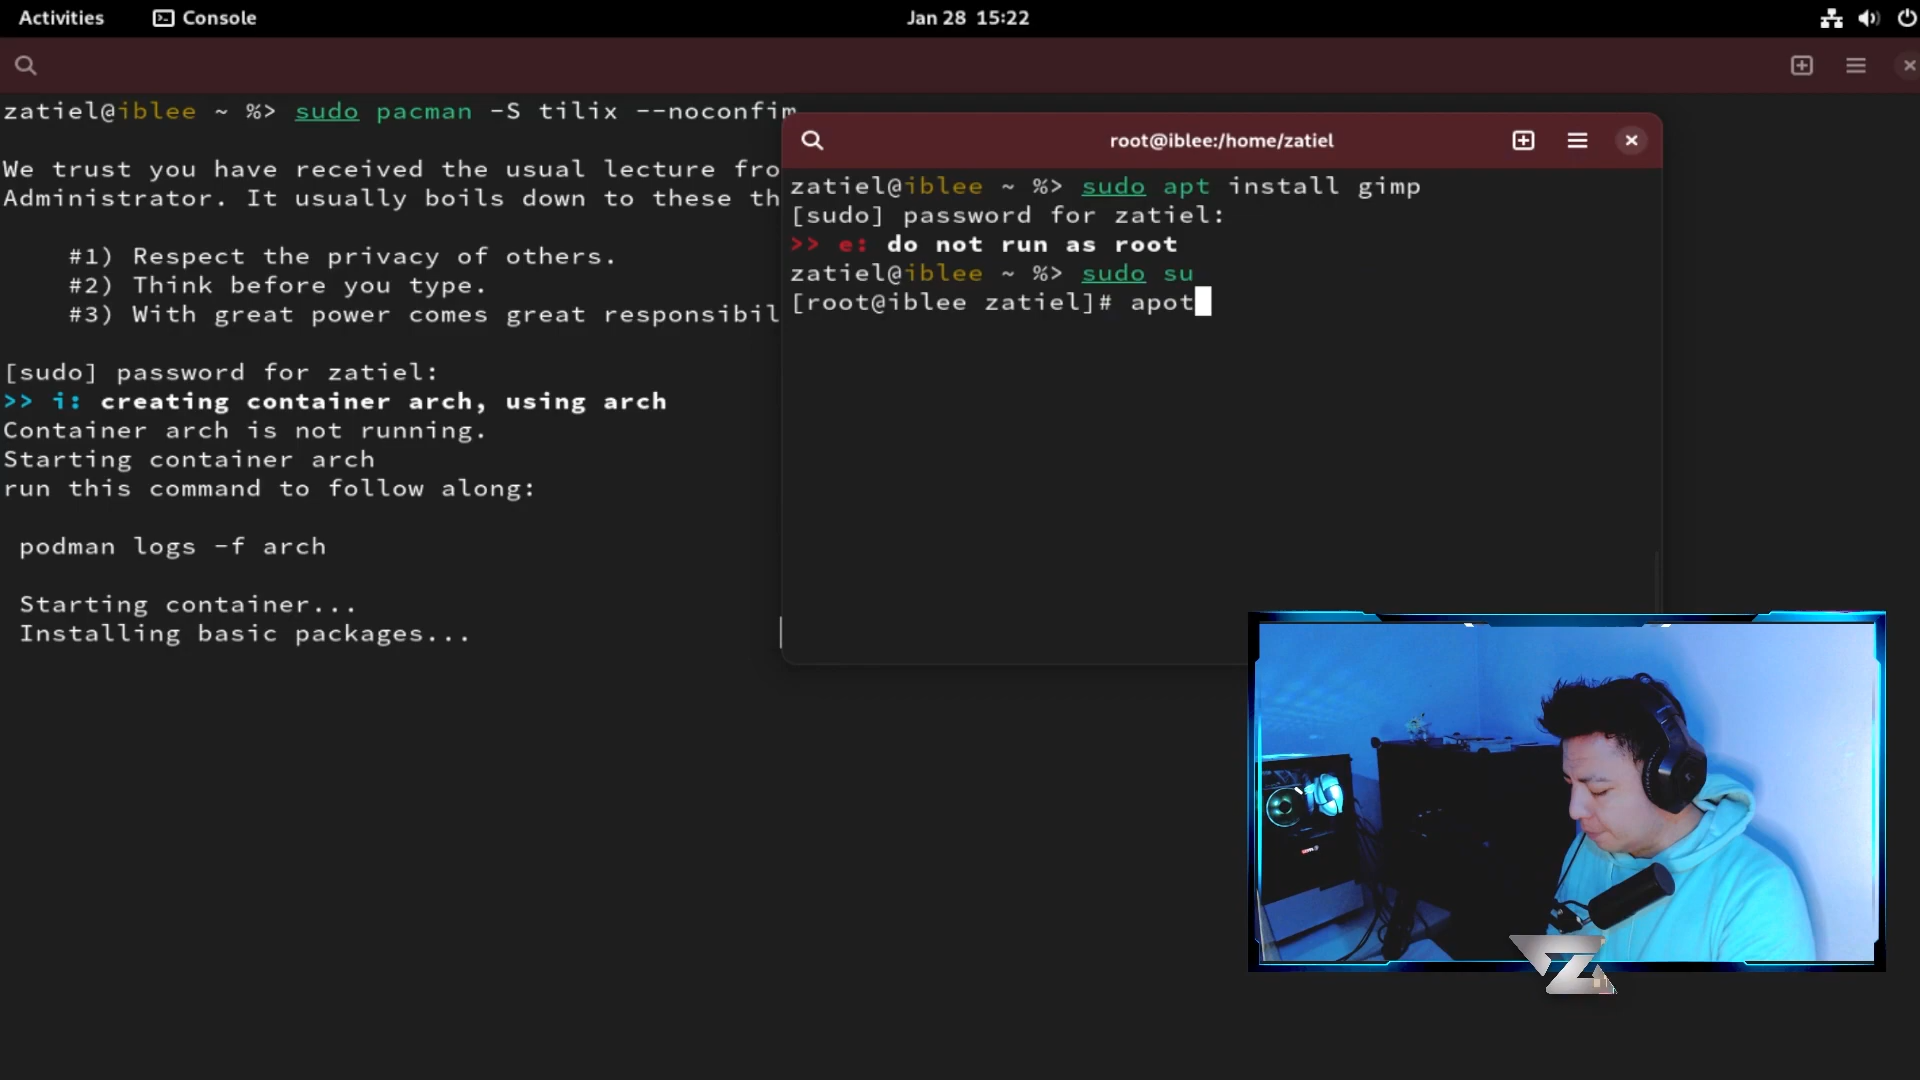 Activities
Console
Jan 28 15:22
zatiel@iblee ~ %> sudo pacman -S tilix --noconfim
We trust you have received the usual lecture fro
Administrator. It usually boils down to these th
#1) Respect the privacy of others.
#2) Think before you type.
#3) With great power comes great responsibil
[sudo] password for zatiel:
>> i: creating container arch, using arch
Container arch is not running.
Starting container arch
run this command to follow along:
podman logs -f arch
Starting container...
Installing basic packages...
root@iblee:/home/zatiel
zatiel@iblee ~ %> sudo apt install gimp
[sudo] password for zatiel:
>> e: do not run as root
zatiel@iblee ~ %> sudo su
[root@iblee zatiel]# apot